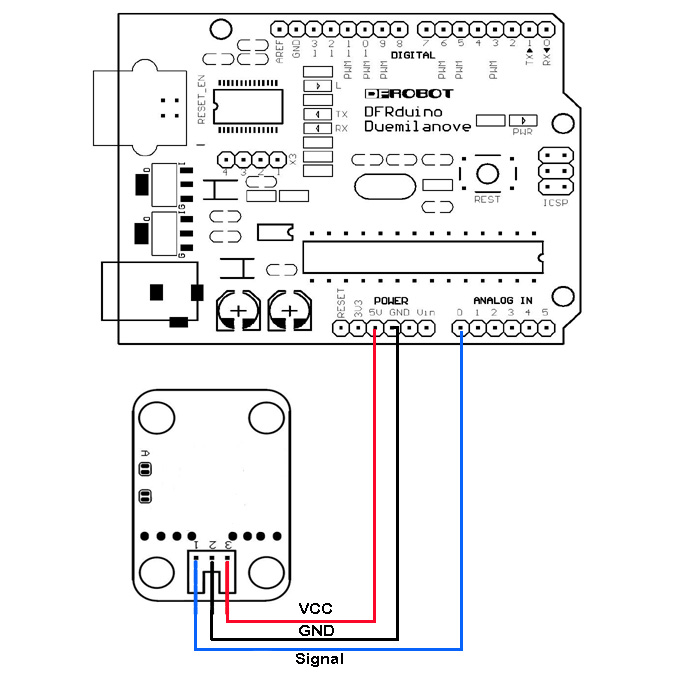 AREF GND 13 12 11 10 9 8 7 6 5 4 3 2 1 0
PWM PWM PWM PWM PWM PWM TX▲ RX▼
DIGITAL
RESET_EN
L
TX
RX
DFROBOT
DFRduino
Duemilanove
PWR
X3
4 3 2 1
REST
ICSP
POWER
ANALOG IN
RESET 3V3 5V GND Vin 0 1 2 3 4 5
A
1 2 3
VCC
GND
Signal